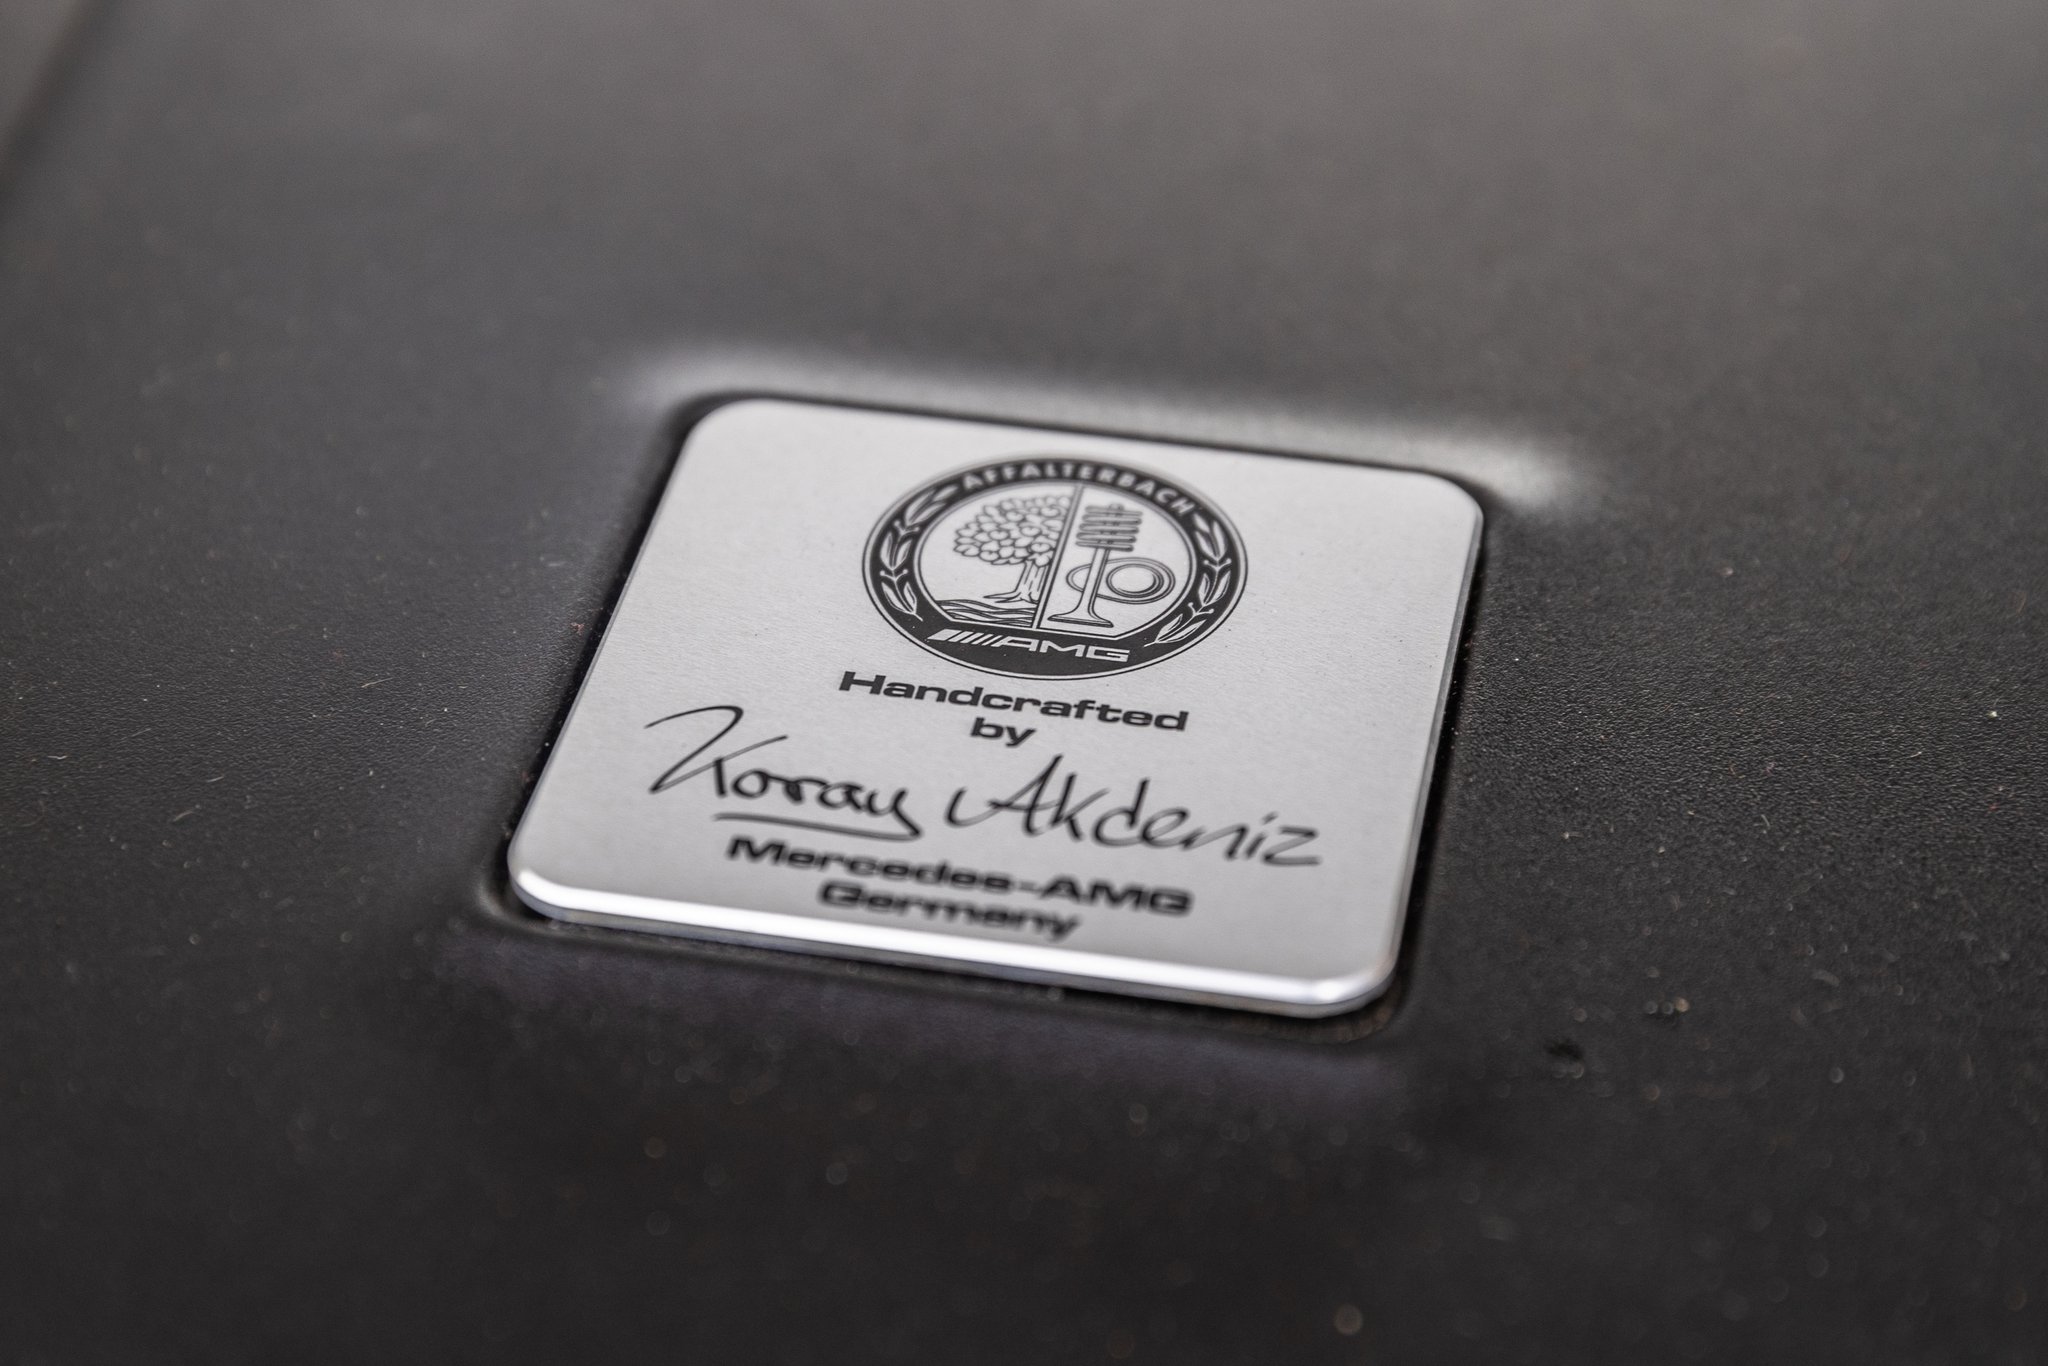 AFFALTERBACH
AMG
Handcrafted
by
Koray Akdeniz
Mercedes-AMG
Germany